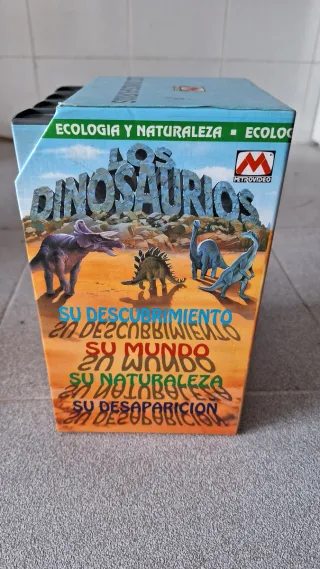 ECOLOGIA Y NATURALEZA ▪ ECOLOG
LOS
DINOSAURIOS
METROVIDEO
SU DESCUBRIMIENTO
SU MUNDO
SU NATURALEZA
SU DESAPARICION